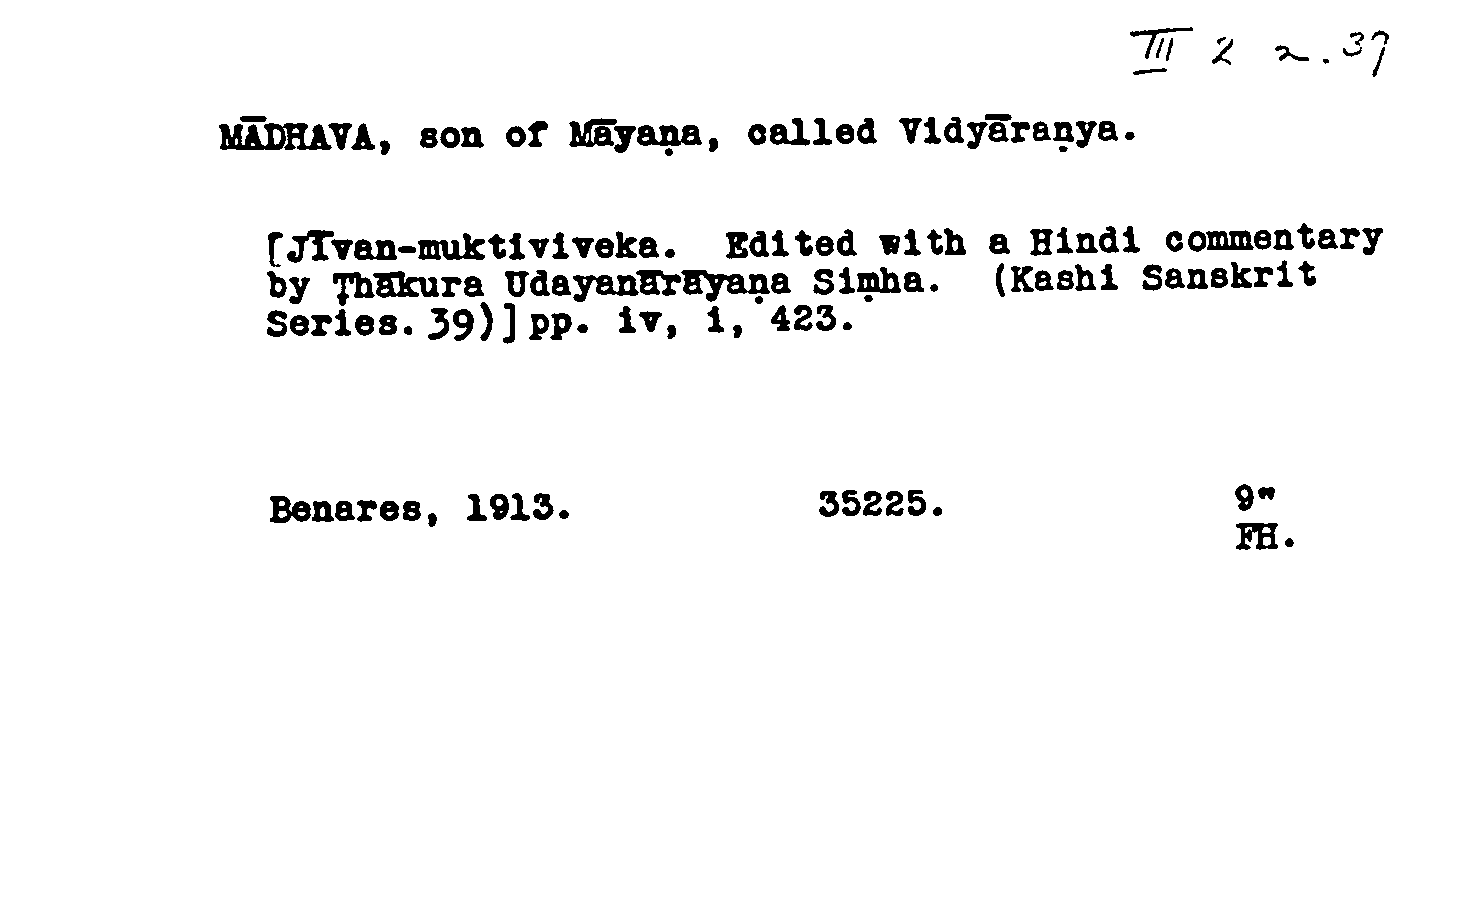 III 2 a. 39
MĀDHAVA, son of Māyaṇa, called Vidyāraṇya.
[Jīvan-muktiviveka. Edited with a Hindi commentary
by Ṭhākura Udayanārāyaṇa Siṃha. (Kashi Sanskrit
Series. 39)] pp. iv, i, 423.
Benares, 1913. 35225. 9"
FH.